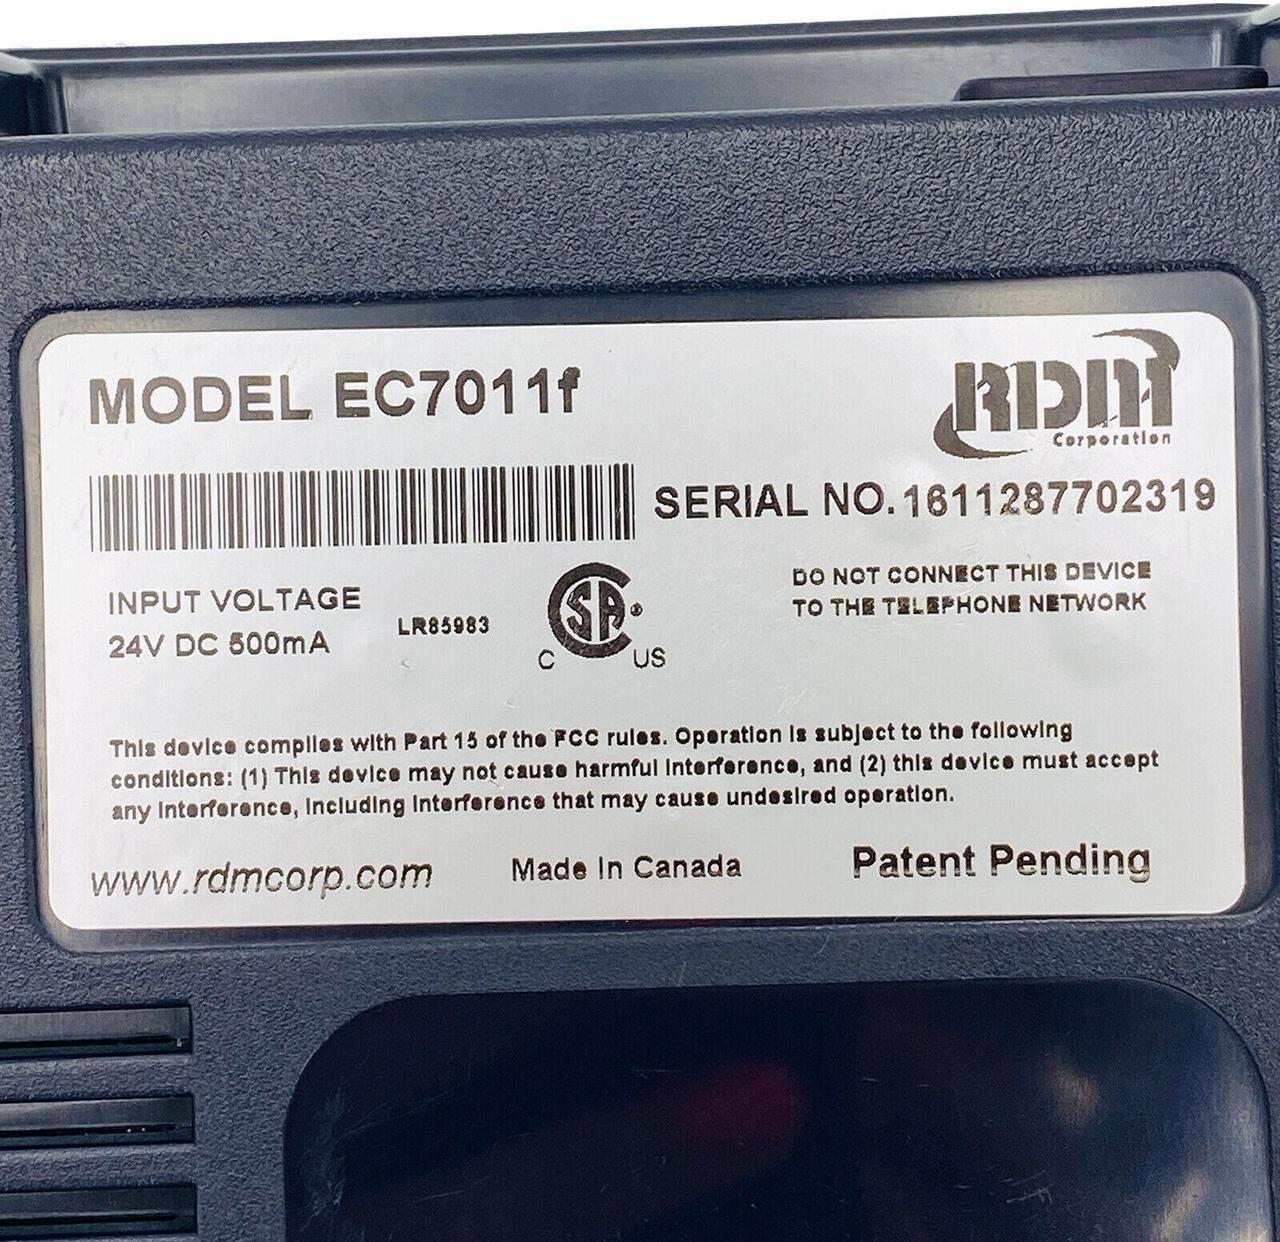 MODEL EC7011f
RDM
Corporation
SERIAL NO.1611287702319
INPUT VOLTAGE
24V DC 500mA
LR85983
CSA®
C US
DO NOT CONNECT THIS DEVICE
TO THE TELEPHONE NETWORK
This device complies with Part 15 of the FCC rules. Operation is subject to the following
conditions: (1) This device may not cause harmful interference, and (2) this device must accept
any interference, including interference that may cause undesired operation.
www.rdmcorp.com
Made In Canada
Patent Pending